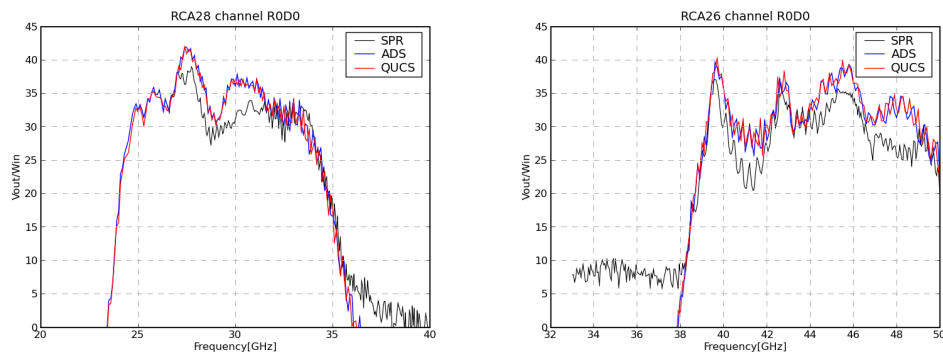 RCA28 channel R0D0
SPR
ADS
QUCS
Vout/Win
45
40
35
30
25
20
15
10
5
0
20
25
30
35
40
Frequency[GHz]
RCA26 channel R0D0
SPR
ADS
QUCS
Vout/Win
45
40
35
30
25
20
15
10
5
0
32
34
36
38
40
42
44
46
48
50
Frequency[GHz]